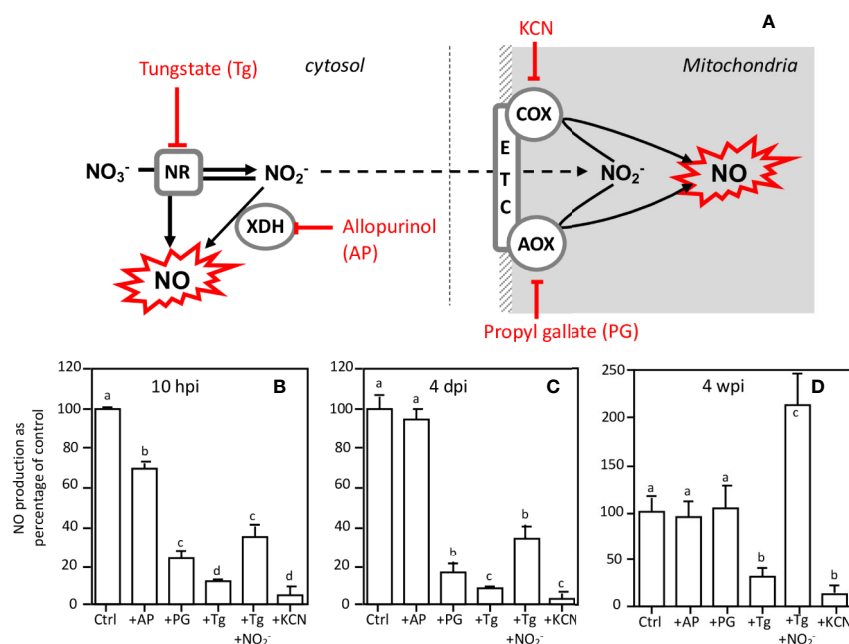 A
KCN
Tungstate (Tg)
cytosol
Mitochondria
COX
NO₃⁻
NR
NO₂⁻
E
T
C
NO₂⁻
NO
XDH
Allopurinol
(AP)
AOX
NO
Propyl gallate (PG)
NO production as
percentage of control
120
100
80
60
40
20
0
10 hpi
B
a
b
c
d
c
d
Ctrl +AP +PG +Tg +Tg +KCN
+NO₂⁻
120
100
80
60
40
20
0
4 dpi
C
a
a
b
c
b
c
Ctrl +AP +PG +Tg +Tg +KCN
+NO₂⁻
250
200
150
100
50
0
4 wpi
D
a
a
a
b
c
b
Ctrl +AP +PG +Tg +Tg +KCN
+NO₂⁻